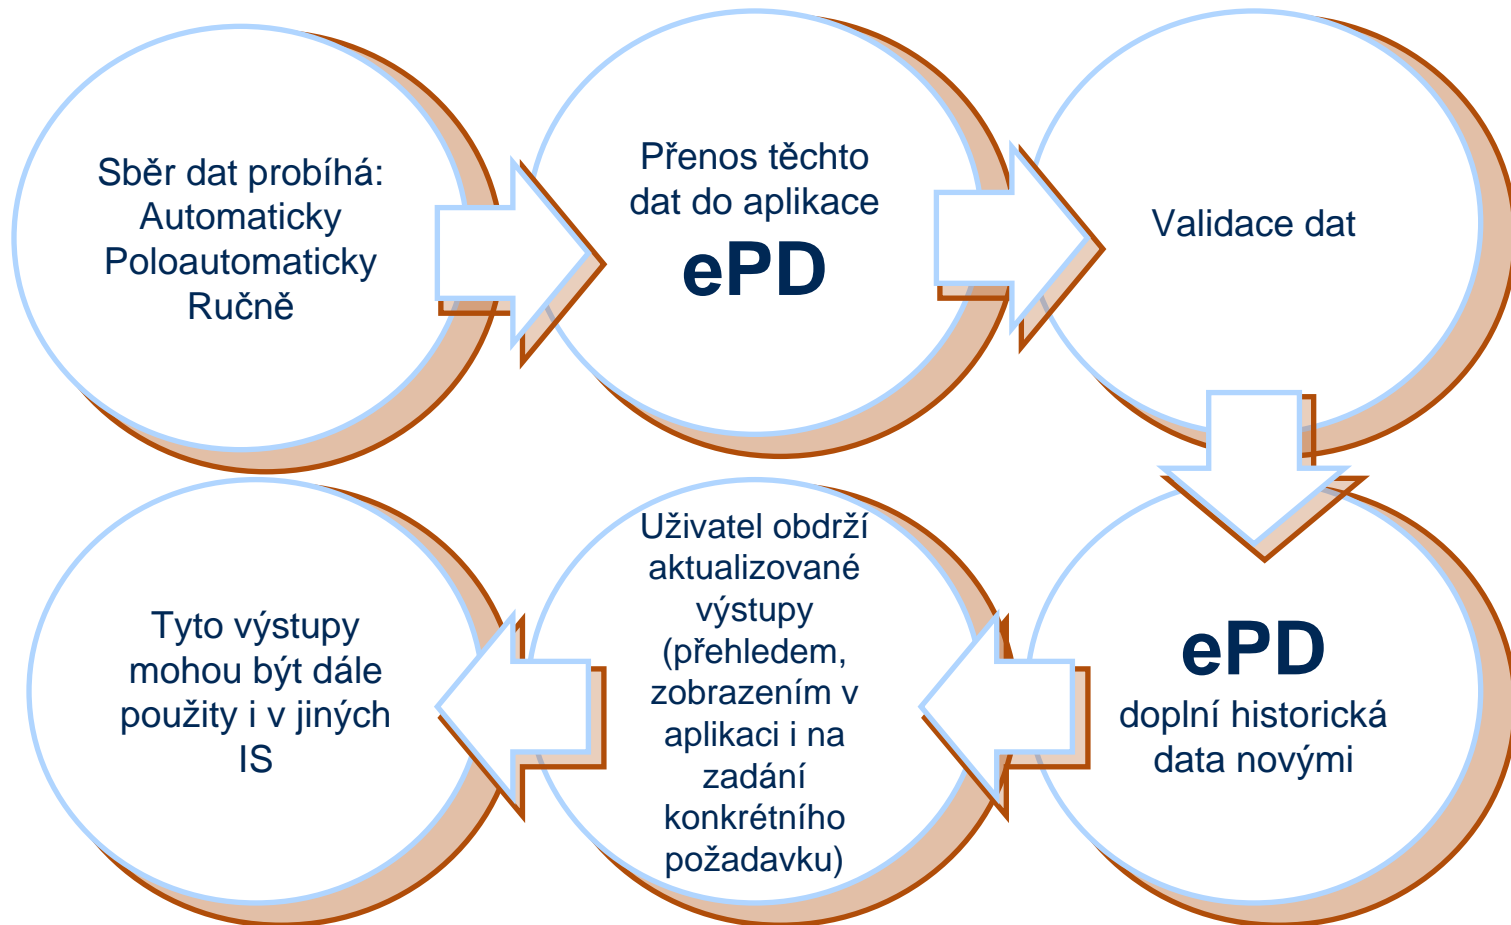 Sběr dat probíhá:
Automaticky
Poloautomaticky
Ručně
Přenos těchto
dat do aplikace
ePD
Validace dat
ePD
doplní historická
data novými
Uživatel obdrží
aktualizované
výstupy
(přehledem,
zobrazením v
aplikaci i na
zadání
konkrétního
požadavku)
Tyto výstupy
mohou být dále
použity i v jiných
IS